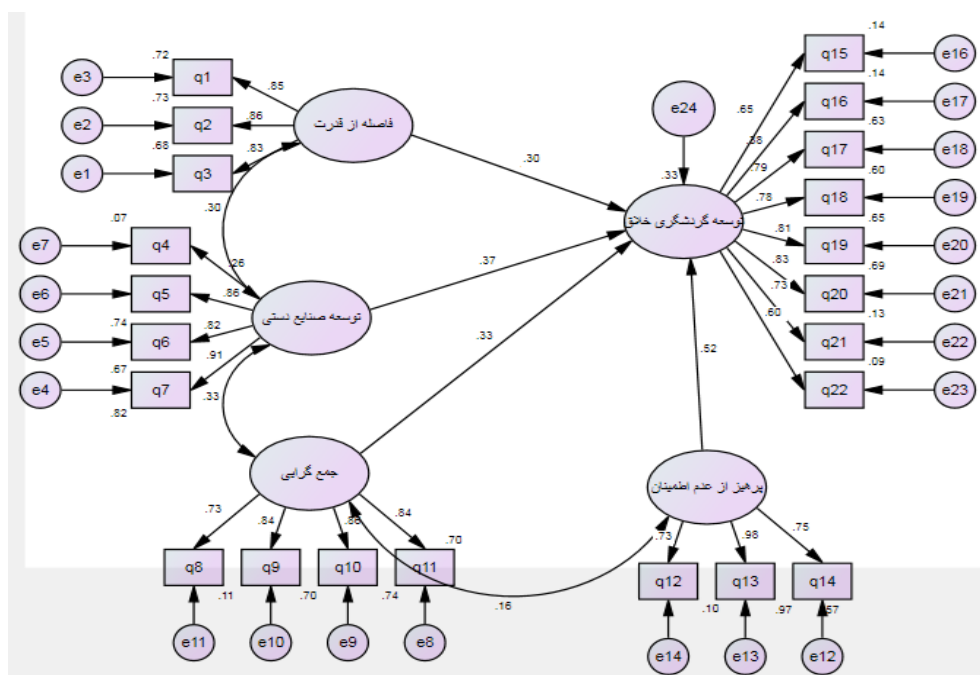 .72
e3
q1
.85
.73
e2
q2
.86
.68
e1
q3
.83
فاصله از قدرت
.30
.30
.07
e7
q4
.26
e6
q5
.86
.74
e5
q6
.82
.67
e4
q7
.91
.82
توسعه صنایع دستی
.37
.33
جمع گرایی
.33
.73
.84
.86
.84
.70
q8
q9
q10
q11
.11
.70
.74
e11
e10
e9
e8
.16
e24
.33
توسعه گردشگری خلاق
.52
پرهیز از عدم اطمینان
.73
.98
.75
q12
q13
q14
.10
.97
.57
e14
e13
e12
.14
.65
q15
e16
.14
.38
q16
e17
.63
.79
q17
e18
.60
.78
q18
e19
.65
.81
q19
e20
.69
.83
q20
e21
.13
.73
q21
e22
.09
.60
q22
e23